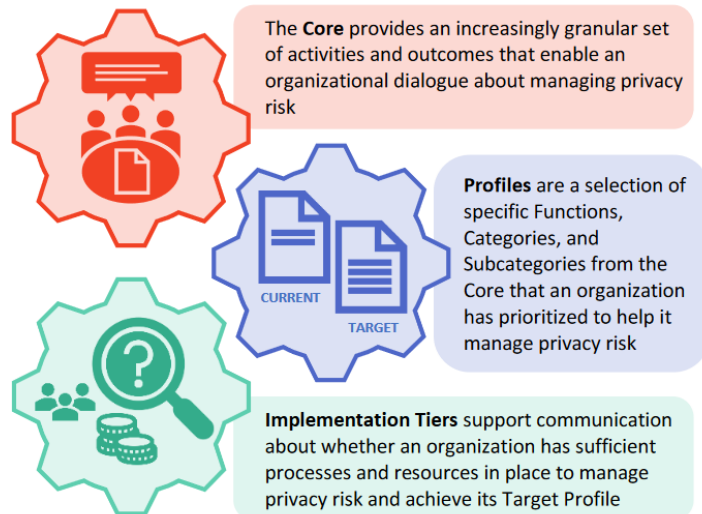 The Core provides an increasingly granular set
of activities and outcomes that enable an
organizational dialogue about managing privacy
risk
Profiles are a selection of
specific Functions,
Categories, and
Subcategories from the
Core that an organization
has prioritized to help it
manage privacy risk
CURRENT
TARGET
?
Implementation Tiers support communication
about whether an organization has sufficient
processes and resources in place to manage
privacy risk and achieve its Target Profile